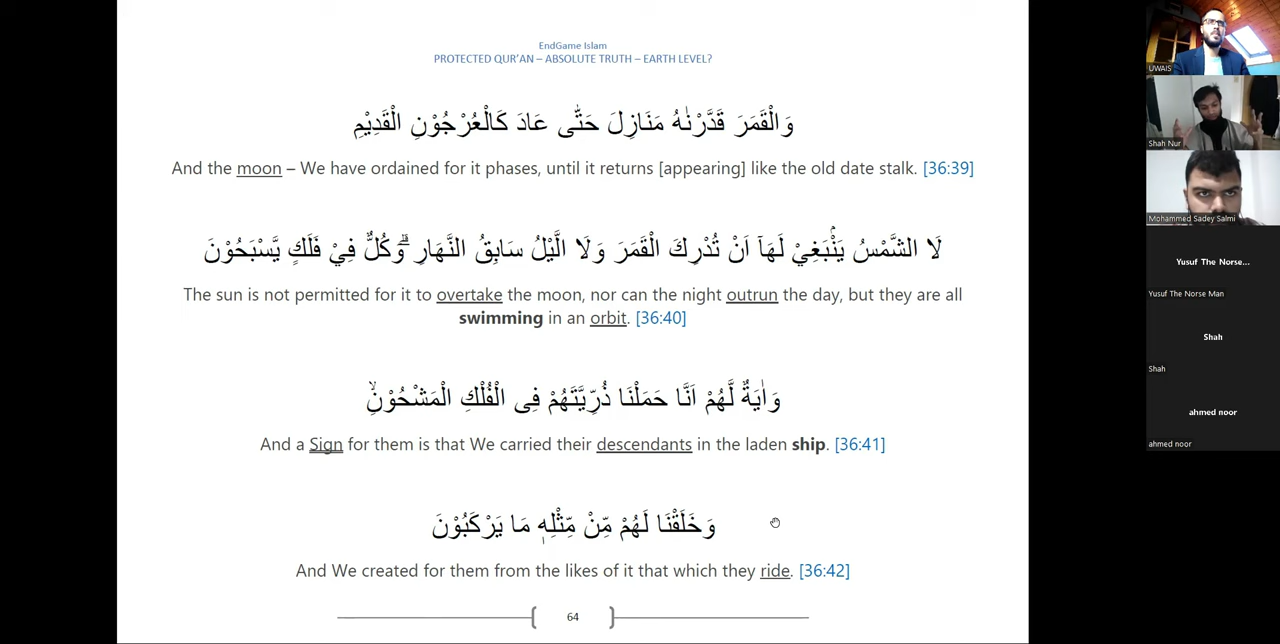 EndGame Islam
PROTECTED QUR'AN – ABSOLUTE TRUTH – EARTH LEVEL?
وَالْقَمَرَ قَدَّرْنٰهُ مَنَازِلَ حَتّٰى عَادَ كَالْعُرْجُوْنِ الْقَدِيْمِ
And the moon – We have ordained for it phases, until it returns [appearing] like the old date stalk. [36:39]
لَا الشَّمْسُ يَنْۢبَغِيْ لَهَآ اَنْ تُدْرِكَ الْقَمَرَ وَلَا الَّيْلُ سَابِقُ النَّهَارِ ۗوَكُلٌّ فِيْ فَلَكٍ يَّسْبَحُوْنَ
The sun is not permitted for it to overtake the moon, nor can the night outrun the day, but they are all
swimming in an orbit. [36:40]
وَاٰيَةٌ لَّهُمْ اَنَّا حَمَلْنَا ذُرِّيَّتَهُمْ فِى الْفُلْكِ الْمَشْحُوْنِۙ
And a Sign for them is that We carried their descendants in the laden ship. [36:41]
وَخَلَقْنَا لَهُمْ مِّنْ مِّثْلِهٖ مَا يَرْكَبُوْنَ
And We created for them from the likes of it that which they ride. [36:42]
64
UWAIS
Shah Nur
Mohammed Sadey Salmi
Yusuf The Norse...
Yusuf The Norse Man
Shah
Shah
ahmed noor
ahmed noor